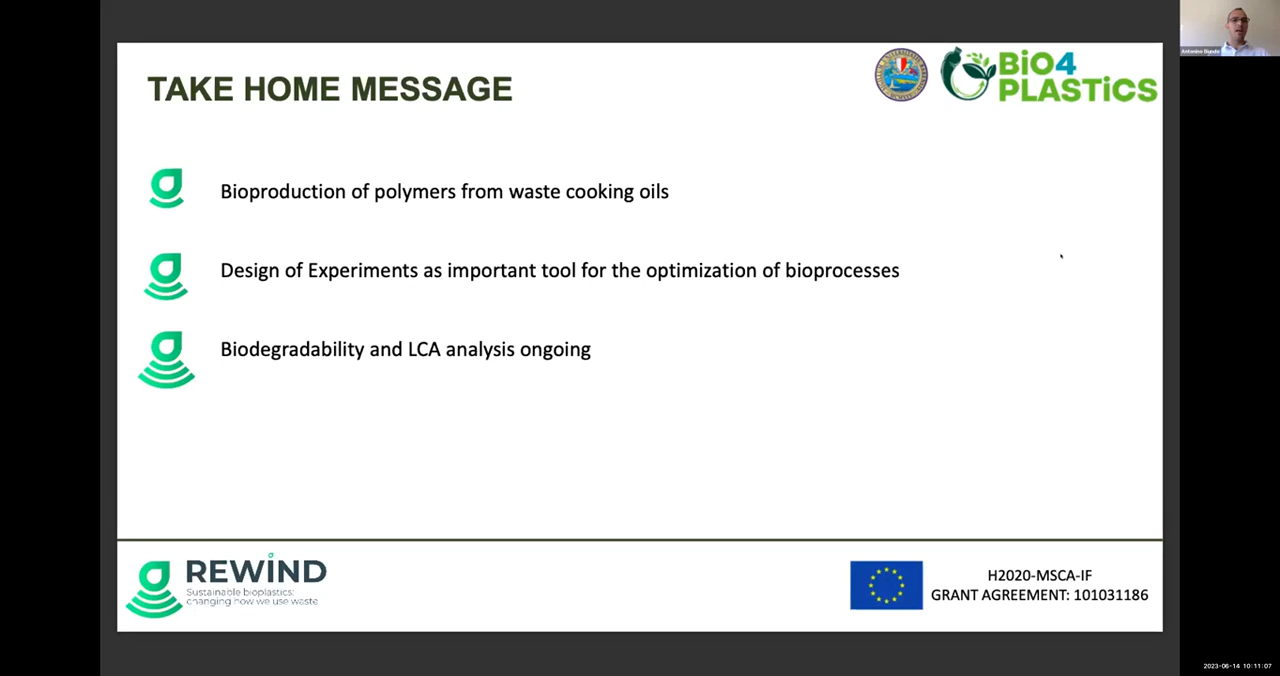 TAKE HOME MESSAGE
BiO4
PLASTiCS
Bioproduction of polymers from waste cooking oils
Design of Experiments as important tool for the optimization of bioprocesses
Biodegradability and LCA analysis ongoing
REWiND
Sustainable bioplastics:
changing how we use waste
H2020-MSCA-IF
GRANT AGREEMENT: 101031186
2023-06-14 10:11:07